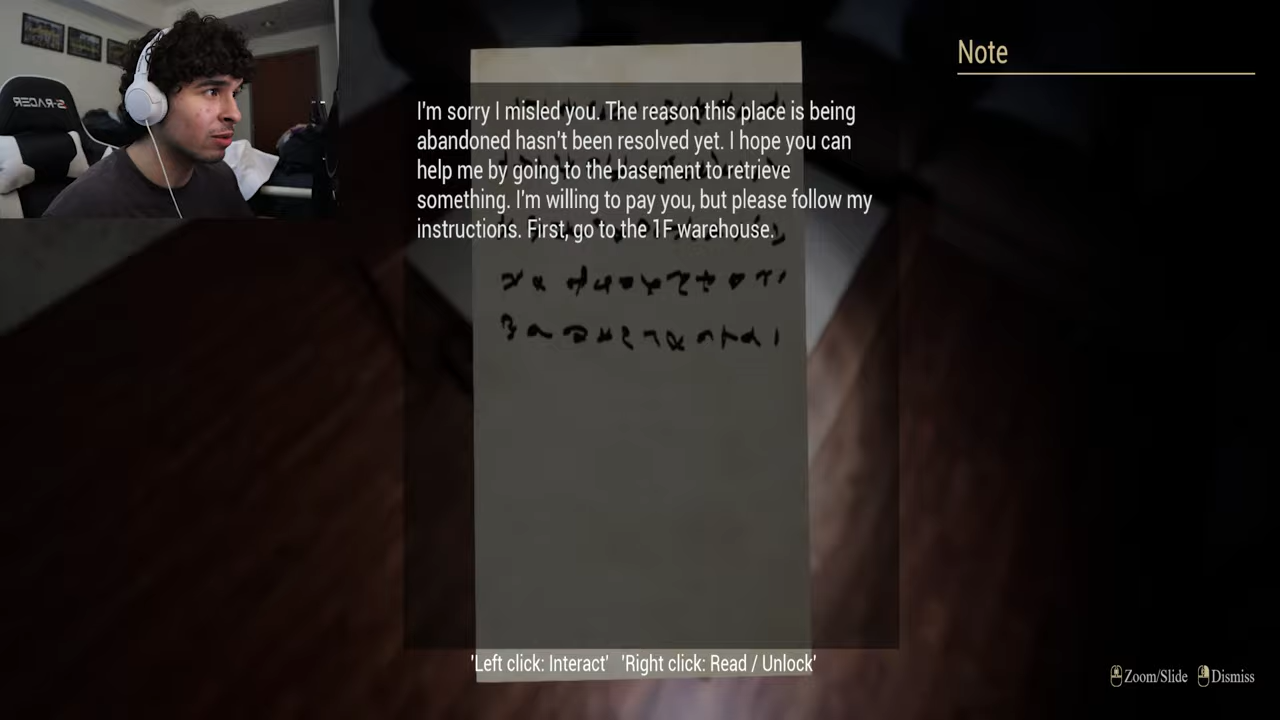 Note
I'm sorry I misled you. The reason this place is being
abandoned hasn't been resolved yet. I hope you can
help me by going to the basement to retrieve
something. I'm willing to pay you, but please follow my
instructions. First, go to the 1F warehouse.
'Left click: Interact' 'Right click: Read / Unlock'
Zoom/Slide Dismiss